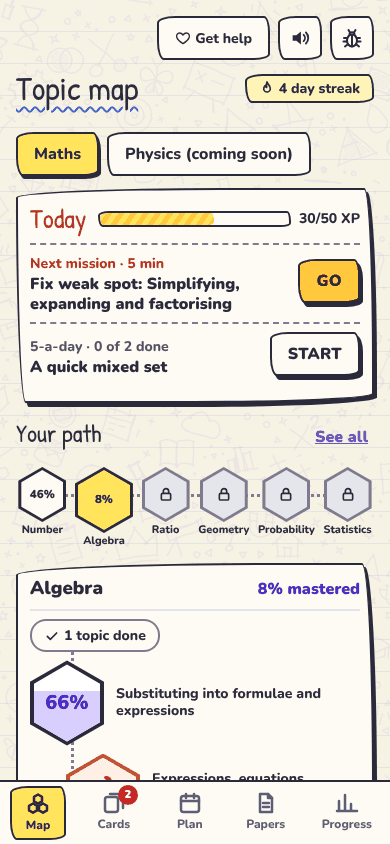 Get help
Topic map
4 day streak
Maths
Physics (coming soon)
Today
30/50 XP
Next mission · 5 min
Fix weak spot: Simplifying,
expanding and factorising
GO
5-a-day · 0 of 2 done
A quick mixed set
START
Your path
See all
46%
8%
Number
Algebra
Ratio
Geometry
Probability
Statistics
Algebra
8% mastered
1 topic done
66%
Substituting into formulae and
expressions
Expressions, equations,
2
Map
Cards
Plan
Papers
Progress